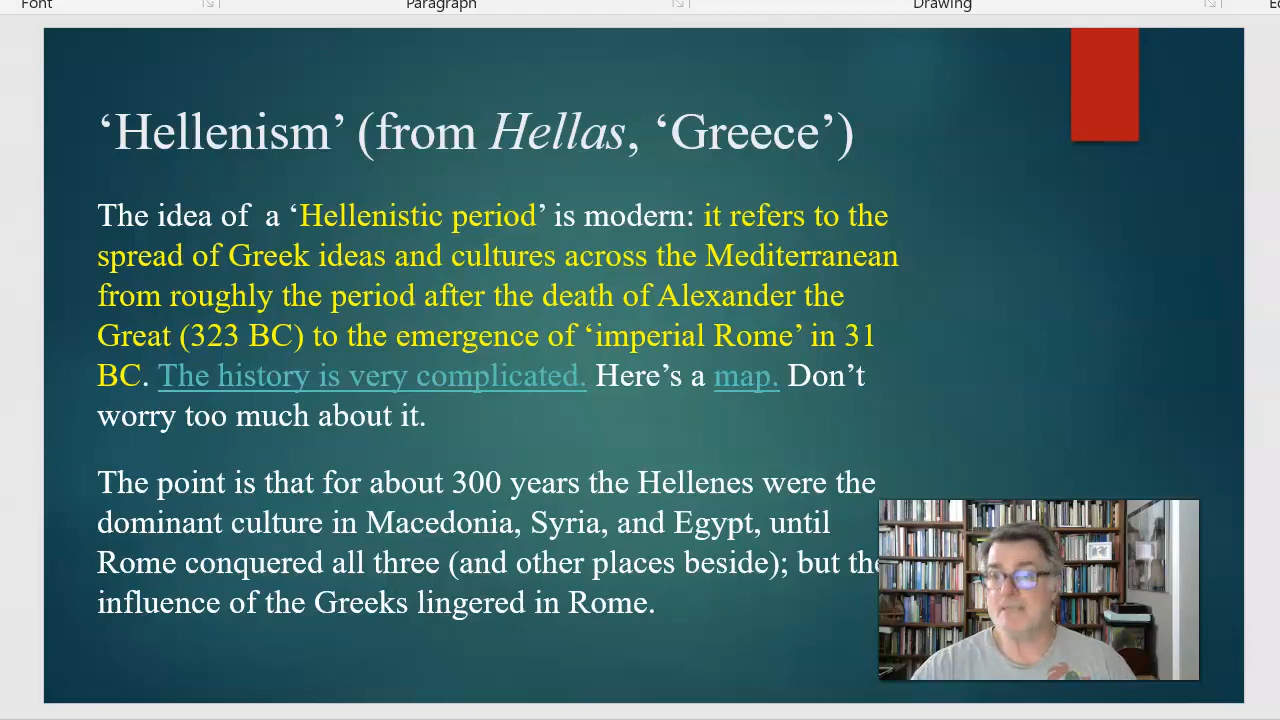 Font Paragraph Drawing
‘Hellenism’ (from Hellas, ‘Greece’)
The idea of a ‘Hellenistic period’ is modern: it refers to the
spread of Greek ideas and cultures across the Mediterranean
from roughly the period after the death of Alexander the
Great (323 BC) to the emergence of ‘imperial Rome’ in 31
BC. The history is very complicated. Here’s a map. Don’t
worry too much about it.
The point is that for about 300 years the Hellenes were the
dominant culture in Macedonia, Syria, and Egypt, until
Rome conquered all three (and other places beside); but the
influence of the Greeks lingered in Rome.